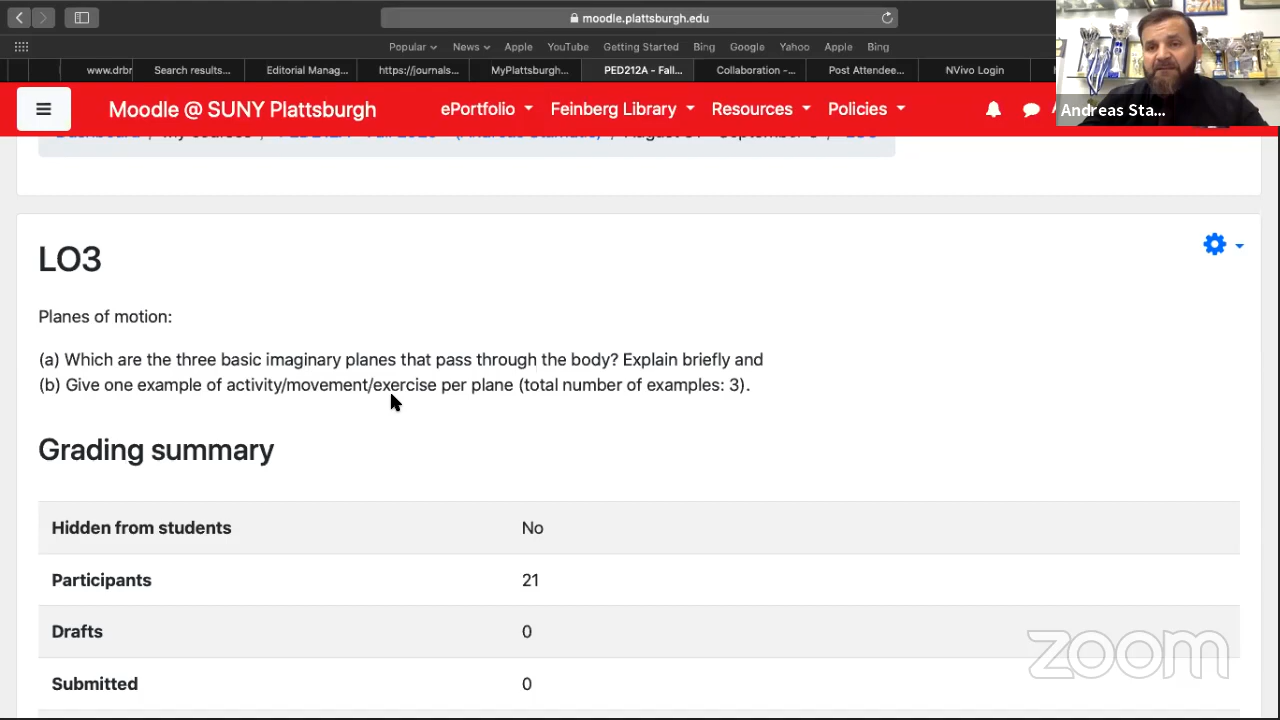 moodle.plattsburgh.edu
Popular News Apple YouTube Getting Started Bing Google Yahoo Apple Bing
www.drbr Search results... Editorial Manag... https://journals... MyPlattsburgh... PED212A - Fall... Collaboration -... Post Attendee... NVivo Login
Moodle @ SUNY Plattsburgh ePortfolio Feinberg Library Resources Policies
Andreas Sta...
LO3
Planes of motion:
(a) Which are the three basic imaginary planes that pass through the body? Explain briefly and
(b) Give one example of activity/movement/exercise per plane (total number of examples: 3).
Grading summary
Hidden from students No
Participants 21
Drafts 0
Submitted 0
zoom